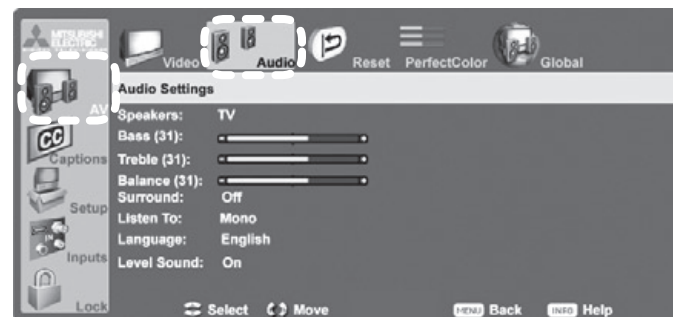 MITSUBISHI
ELECTRIC
Video
Audio
Reset
PerfectColor
Global
AV
CC
Captions
Setup
IN
Inputs
Lock
Audio Settings
Speakers: TV
Bass (31):
Treble (31):
Balance (31):
Surround: Off
Listen To: Mono
Language: English
Level Sound: On
Select Move MENU Back INFO Help